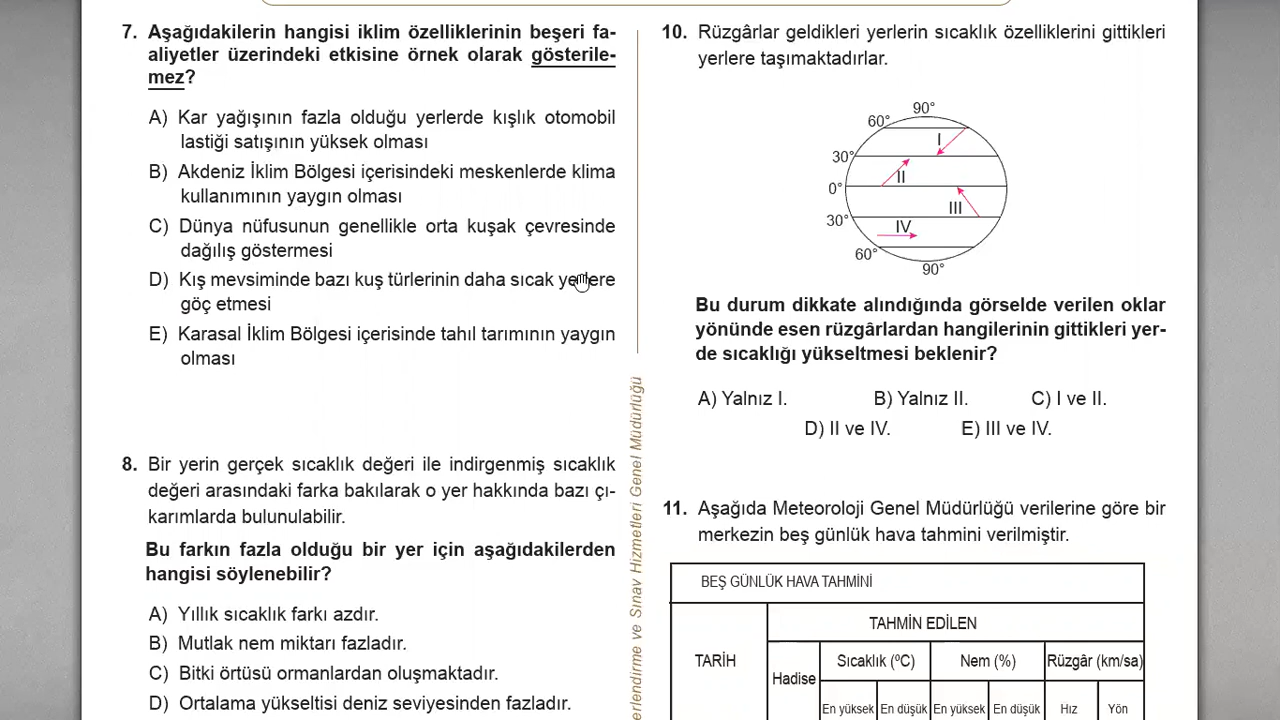 7. Aşağıdakilerin hangisi iklim özelliklerinin beşeri fa-
aliyetler üzerindeki etkisine örnek olarak gösterile-
mez?
A) Kar yağışının fazla olduğu yerlerde kışlık otomobil
lastiği satışının yüksek olması
B) Akdeniz İklim Bölgesi içerisindeki meskenlerde klima
kullanımının yaygın olması
C) Dünya nüfusunun genellikle orta kuşak çevresinde
dağılış göstermesi
D) Kış mevsiminde bazı kuş türlerinin daha sıcak yerlere
göç etmesi
E) Karasal İklim Bölgesi içerisinde tahıl tarımının yaygın
olması
8. Bir yerin gerçek sıcaklık değeri ile indirgenmiş sıcaklık
değeri arasındaki farka bakılarak o yer hakkında bazı çı-
karımlarda bulunulabilir.
Bu farkın fazla olduğu bir yer için aşağıdakilerden
hangisi söylenebilir?
A) Yıllık sıcaklık farkı azdır.
B) Mutlak nem miktarı fazladır.
C) Bitki örtüsü ormanlardan oluşmaktadır.
D) Ortalama yükseltisi deniz seviyesinden fazladır.
erlendirme ve Sınav Hizmetleri Genel Müdürlüğü
10. Rüzgârlar geldikleri yerlerin sıcaklık özelliklerini gittikleri
yerlere taşımaktadırlar.
90°
60°
I
30°
II
0°
III
30°
IV
60°
90°
Bu durum dikkate alındığında görselde verilen oklar
yönünde esen rüzgârlardan hangilerinin gittikleri yer-
de sıcaklığı yükseltmesi beklenir?
A) Yalnız I. B) Yalnız II. C) I ve II.
D) II ve IV. E) III ve IV.
11. Aşağıda Meteoroloji Genel Müdürlüğü verilerine göre bir
merkezin beş günlük hava tahmini verilmiştir.
BEŞ GÜNLÜK HAVA TAHMİNİ
TAHMİN EDİLEN
TARİH Hadise Sıcaklık (ºC) Nem (%) Rüzgâr (km/sa)
En yüksek En düşük En yüksek En düşük Hız Yön